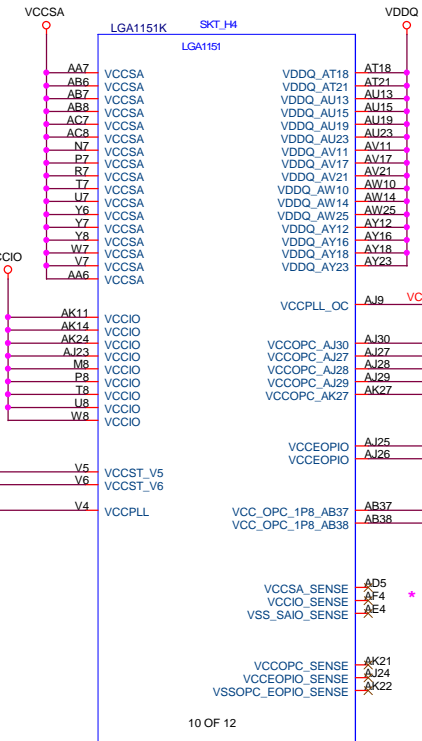 VCCSA VDDQ
LGA1151K SKT_H4
LGA1151
AA7 VCCSA VDDQ_AT18 AT18
AB6 VCCSA VDDQ_AT21 AT21
AB7 VCCSA VDDQ_AU13 AU13
AB8 VCCSA VDDQ_AU15 AU15
AC7 VCCSA VDDQ_AU19 AU19
AC8 VCCSA VDDQ_AU23 AU23
N7 VCCSA VDDQ_AV11 AV11
P7 VCCSA VDDQ_AV17 AV17
R7 VCCSA VDDQ_AV21 AV21
T7 VCCSA VDDQ_AW10 AW10
U7 VCCSA VDDQ_AW14 AW14
Y6 VCCSA VDDQ_AW25 AW25
Y7 VCCSA VDDQ_AY12 AY12
Y8 VCCSA VDDQ_AY16 AY16
W7 VCCSA VDDQ_AY18 AY18
V7 VCCSA VDDQ_AY23 AY23
AA6 VCCSA
CCIO
VCCPLL_OC AJ9 VC
AK11 VCCIO
AK14 VCCIO
AK24 VCCIO VCCOPC_AJ30 AJ30
AJ23 VCCIO VCCOPC_AJ27 AJ27
M8 VCCIO VCCOPC_AJ28 AJ28
P8 VCCIO VCCOPC_AJ29 AJ29
T8 VCCIO VCCOPC_AK27 AK27
U8 VCCIO
W8 VCCIO
VCCEOPIO AJ25
VCCEOPIO AJ26
V5 VCCST_V5
V6 VCCST_V6
V4 VCCPLL VCC_OPC_1P8_AB37 AB37
VCC_OPC_1P8_AB38 AB38
VCCSA_SENSE AD5
VCCIO_SENSE AF4 *
VSS_SAIO_SENSE AE4
VCCOPC_SENSE AK21
VCCEOPIO_SENSE AJ24
VSSOPC_EOPIO_SENSE AK22
10 OF 12